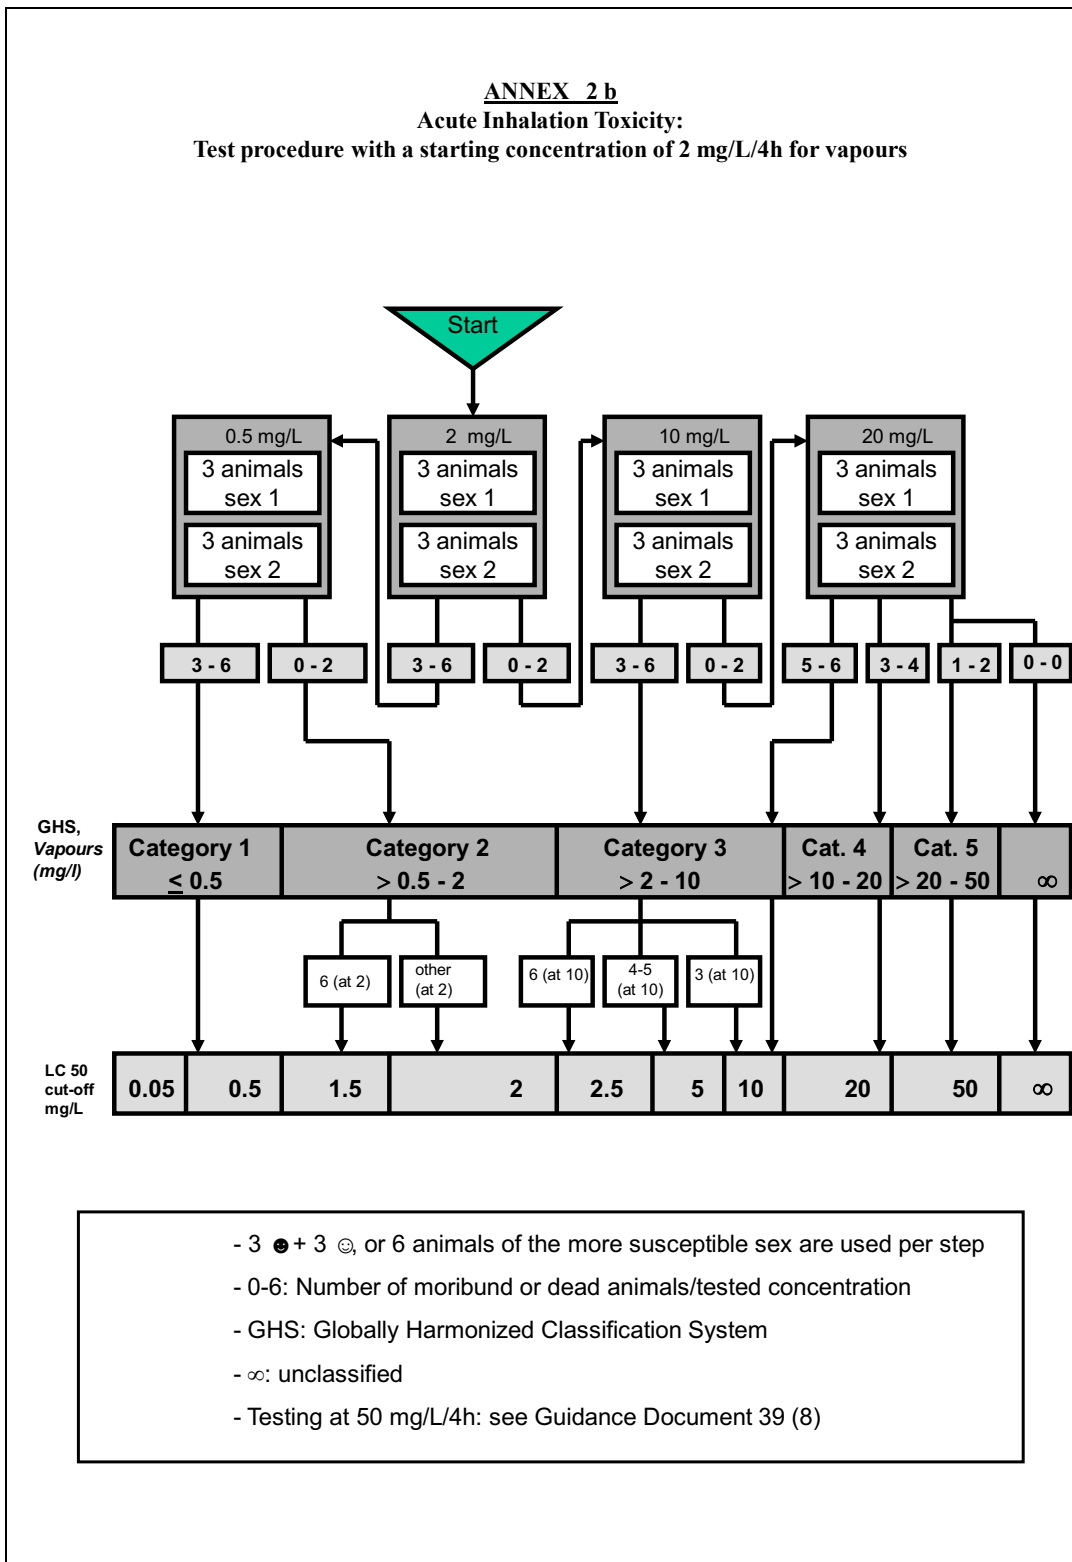 ANNEX 2 b
Acute Inhalation Toxicity:
Test procedure with a starting concentration of 2 mg/L/4h for vapours
Start
0.5 mg/L
3 animals
sex 1
3 animals
sex 2
2 mg/L
3 animals
sex 1
3 animals
sex 2
10 mg/L
3 animals
sex 1
3 animals
sex 2
20 mg/L
3 animals
sex 1
3 animals
sex 2
3 - 6
0 - 2
3 - 6
0 - 2
3 - 6
0 - 2
5 - 6
3 - 4
1 - 2
0 - 0
GHS,
Vapours
(mg/l)
Category 1
≤ 0.5
Category 2
> 0.5 - 2
Category 3
> 2 - 10
Cat. 4
> 10 - 20
Cat. 5
> 20 - 50
∞
6 (at 2)
other
(at 2)
6 (at 10)
4-5
(at 10)
3 (at 10)
LC 50
cut-off
mg/L
0.05
0.5
1.5
2
2.5
5
10
20
50
∞
- 3 ☻+ 3 ☺, or 6 animals of the more susceptible sex are used per step
- 0-6: Number of moribund or dead animals/tested concentration
- GHS: Globally Harmonized Classification System
- ∞: unclassified
- Testing at 50 mg/L/4h: see Guidance Document 39 (8)